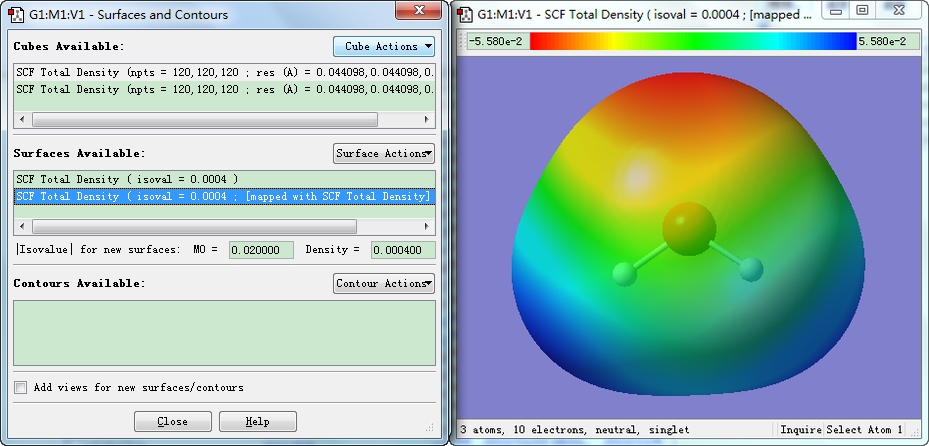 G1:M1:V1 - Surfaces and Contours
Cubes Available:
Cube Actions
SCF Total Density (npts = 120,120,120 ; res (A) = 0.044098,0.044098,0.
SCF Total Density (npts = 120,120,120 ; res (A) = 0.044098,0.044098,0.
Surfaces Available:
Surface Actions
SCF Total Density ( isoval = 0.0004 )
SCF Total Density ( isoval = 0.0004 ; [mapped with SCF Total Density]
|Isovalue| for new surfaces: MO = 0.020000 Density = 0.000400
Contours Available:
Contour Actions
Add views for new surfaces/contours
Close
Help
G1:M1:V1 - SCF Total Density ( isoval = 0.0004 ; [mapped ...
-5.580e-2
5.580e-2
3 atoms, 10 electrons, neutral, singlet
Inquire
Select Atom 1